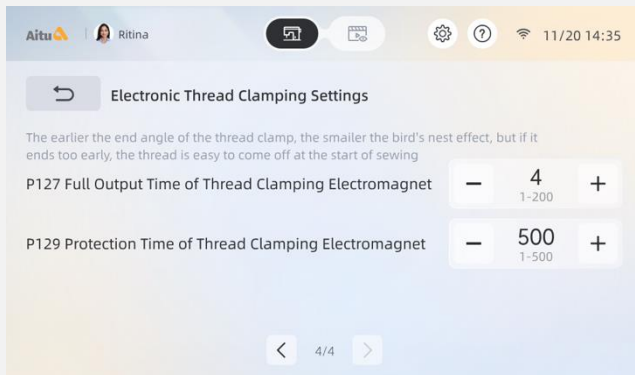 Aitu Ritina 11/20 14:35
Electronic Thread Clamping Settings
The earlier the end angle of the thread clamp, the smailer the bird's nest effect, but if it
ends too early, the thread is easy to come off at the start of sewing
P127 Full Output Time of Thread Clamping Electromagnet − 4 +
1-200
P129 Protection Time of Thread Clamping Electromagnet − 500 +
1-500
< 4/4 >